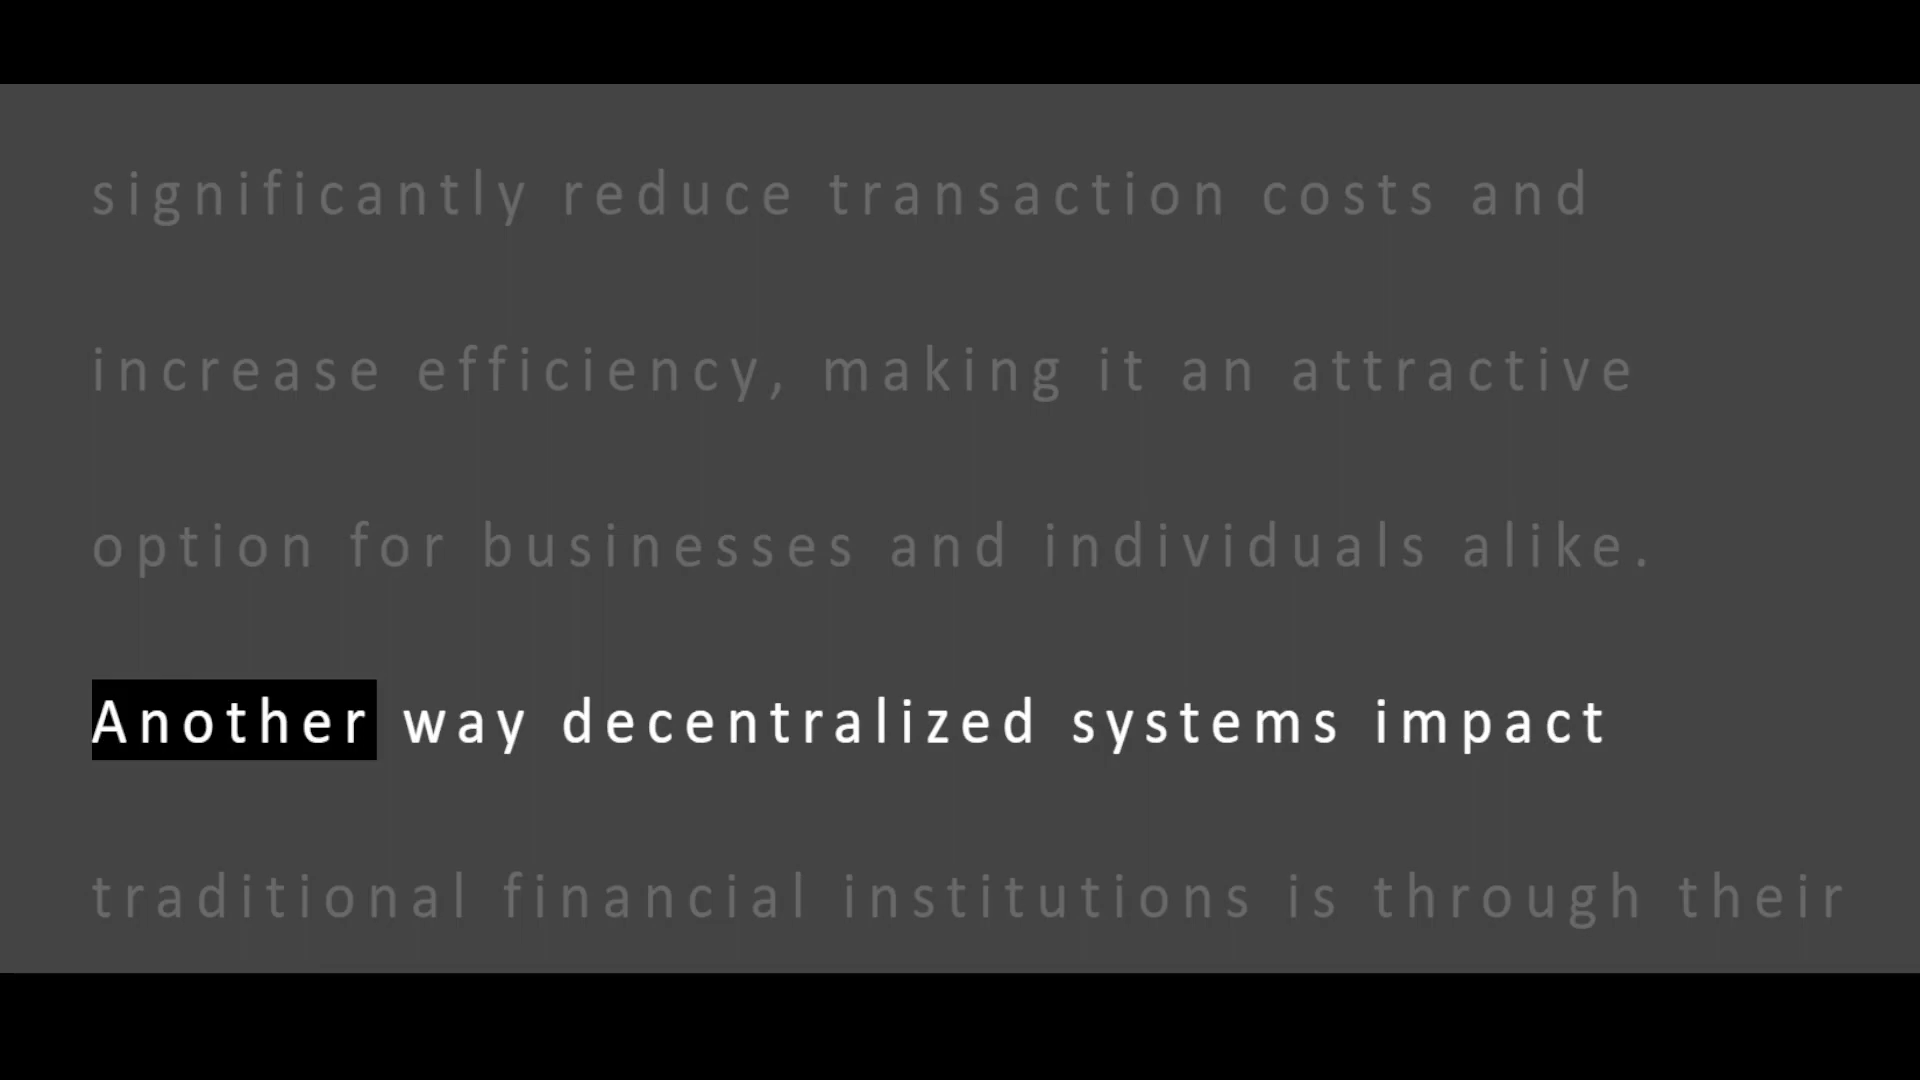 significantly reduce transaction costs and
increase efficiency, making it an attractive
option for businesses and individuals alike.
Another way decentralized systems impact
traditional financial institutions is through their